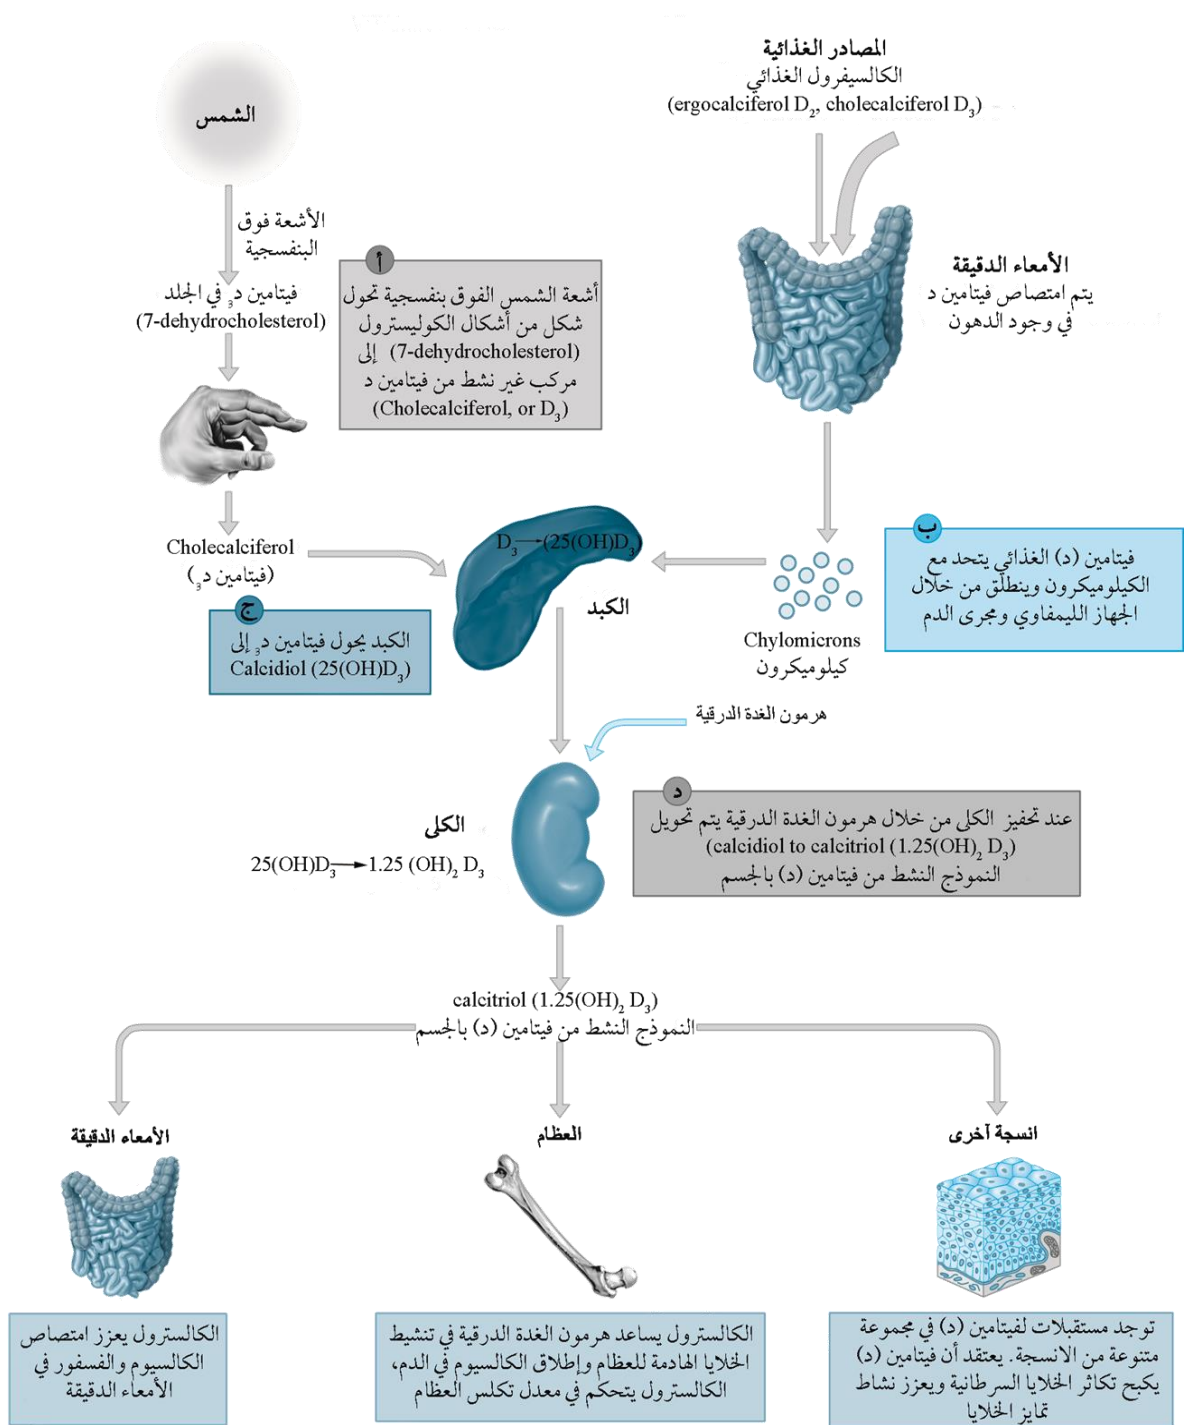 المصادر الغذائية
الكالسيفرول الغذائي
(ergocalciferol D₂, cholecalciferol D₃)
الشمس
الأشعة فوق
البنفسجية
فيتامين د₃ في الجلد
(7-dehydrocholesterol)
أ
أشعة الشمس الفوق بنفسجية تحول
شكل من أشكال الكوليسترول
(7-dehydrocholesterol) إلى
مركب غير نشط من فيتامين د
(Cholecalciferol, or D₃)
الأمعاء الدقيقة
يتم امتصاص فيتامين د
في وجود الدهون
Cholecalciferol
(فيتامين د₃)
D₃→(25(OH)D₃)
الكبد
ب
فيتامين (د) الغذائي يتحد مع
الكيلوميكرون وينطلق من خلال
الجهاز الليمفاوي ومجرى الدم
Chylomicrons
كيلوميكرون
ج
الكبد يحول فيتامين د₃ إلى
Calcidiol (25(OH)D₃)
هرمون الغدة الدرقية
الكلى
25(OH)D₃→1.25 (OH)₂ D₃
د
عند تحفيز الكلى من خلال هرمون الغدة الدرقية يتم تحويل
(calcidiol to calcitriol (1.25(OH)₂ D₃)
النموذج النشط من فيتامين (د) بالجسم
calcitriol (1.25(OH)₂ D₃)
النموذج النشط من فيتامين (د) بالجسم
انسجة آخرى
العظام
الأمعاء الدقيقة
توجد مستقبلات لفيتامين (د) في مجموعة
متنوعة من الانسجة. يعتقد أن فيتامين (د)
يكبح تكاثر الخلايا السرطانية ويعزز نشاط
تمايز الخلايا
الكالسترول يساعد هرمون الغدة الدرقية في تنشيط
الخلايا الهادمة للعظام وإطلاق الكالسيوم في الدم،
الكالسترول يتحكم في معدل تكلس العظام
الكالسترول يعزز امتصاص
الكالسيوم والفسفور في
الأمعاء الدقيقة